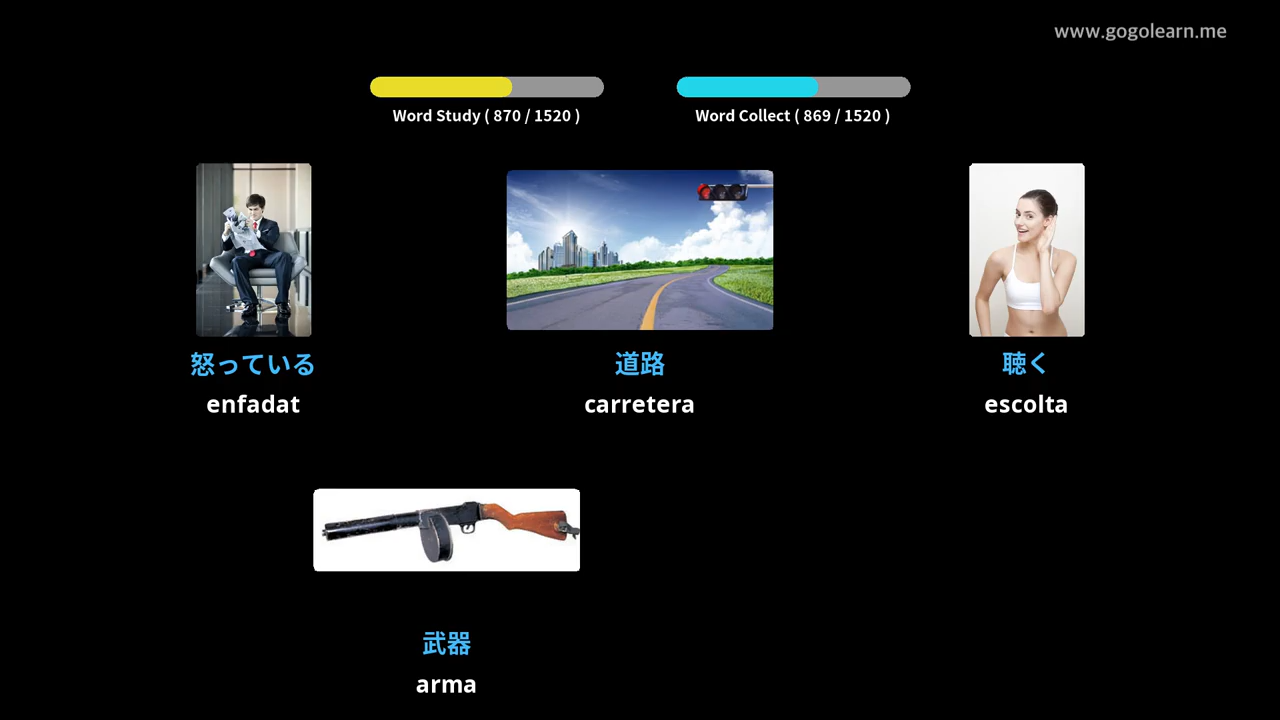 www.gogolearn.me
Word Study ( 870 / 1520 )
Word Collect ( 869 / 1520 )
怒っている
enfadat
道路
carretera
聴く
escolta
武器
arma